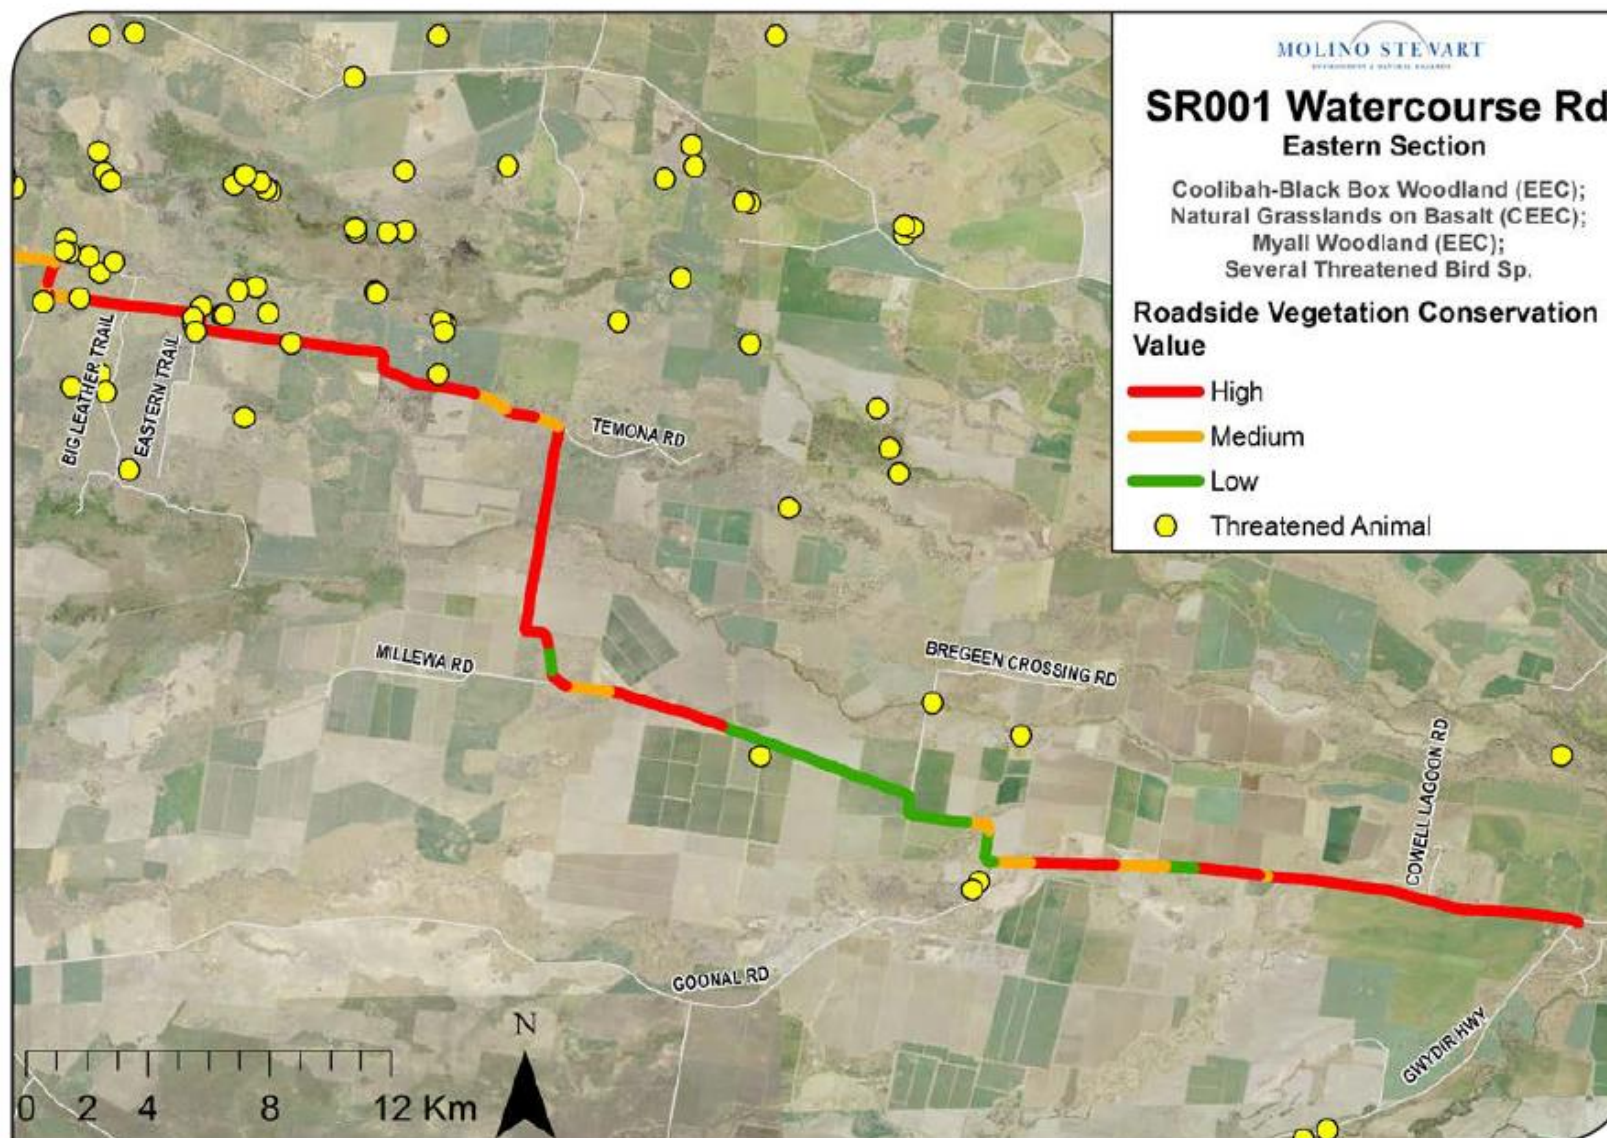 MOLINO STEWART
SR001 Watercourse Rd
Eastern Section
Coolibah-Black Box Woodland (EEC);
Natural Grasslands on Basalt (CEEC);
Myall Woodland (EEC);
Several Threatened Bird Sp.
Roadside Vegetation Conservation
Value
High
Medium
Low
Threatened Animal
BIG LEATHER TRAIL
EASTERN TRAIL
TEMONA RD
MILLEWA RD
BREGEEN CROSSING RD
COWELL LAGOON RD
GOONAL RD
GWYDIR HWY
N
0 2 4 8 12 Km